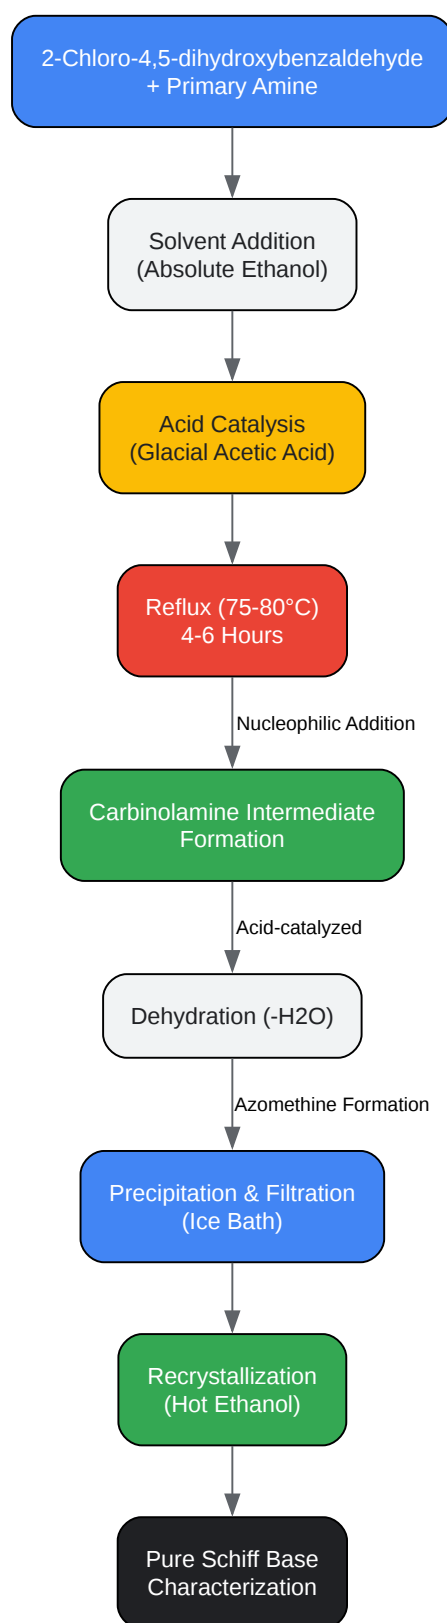 2-Chloro-4,5-dihydroxybenzaldehyde
+ Primary Amine
Solvent Addition
(Absolute Ethanol)
Acid Catalysis
(Glacial Acetic Acid)
Reflux (75-80°C)
4-6 Hours
Nucleophilic Addition
Carbinolamine Intermediate
Formation
Acid-catalyzed
Dehydration (-H2O)
Azomethine Formation
Precipitation & Filtration
(Ice Bath)
Recrystallization
(Hot Ethanol)
Pure Schiff Base
Characterization